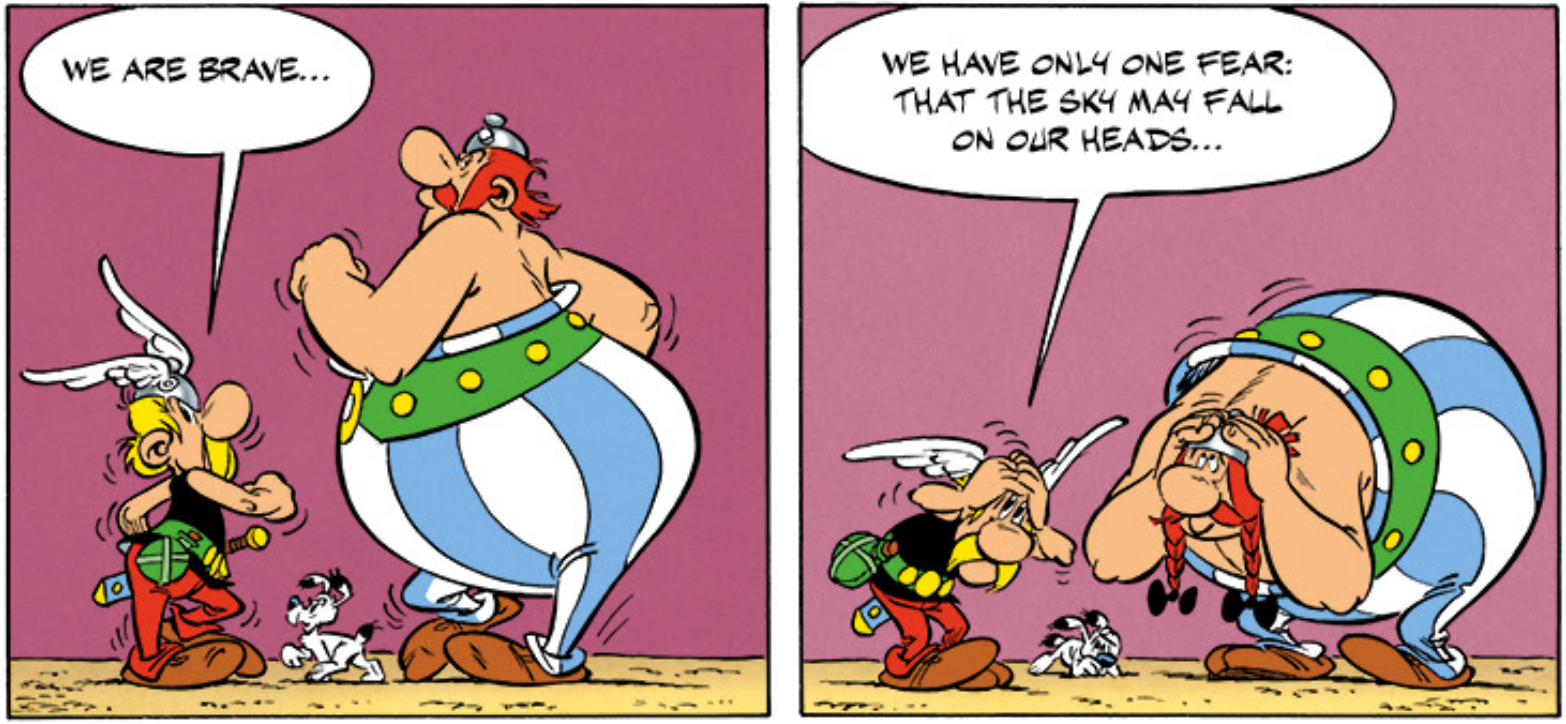 WE ARE BRAVE...
WE HAVE ONLY ONE FEAR:
THAT THE SKY MAY FALL
ON OUR HEADS...